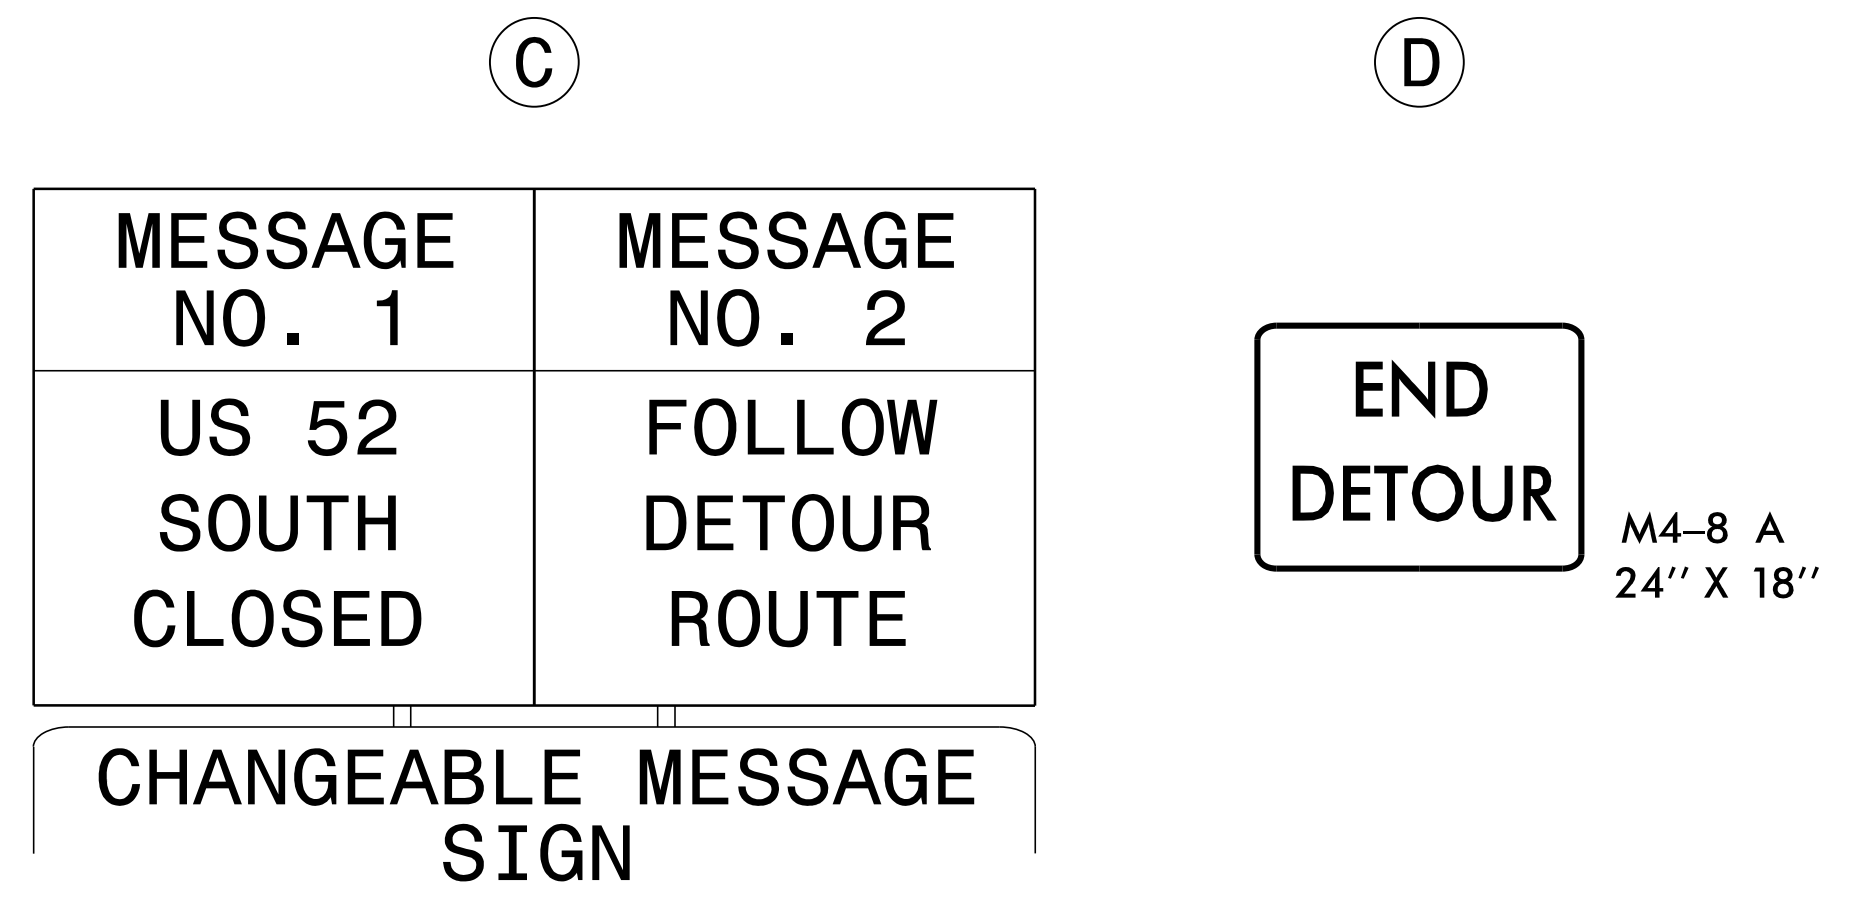 C
MESSAGE
NO. 1
US 52
SOUTH
CLOSED
MESSAGE
NO. 2
FOLLOW
DETOUR
ROUTE
CHANGEABLE MESSAGE
SIGN
D
END
DETOUR
M4–8 A
24'' X 18''